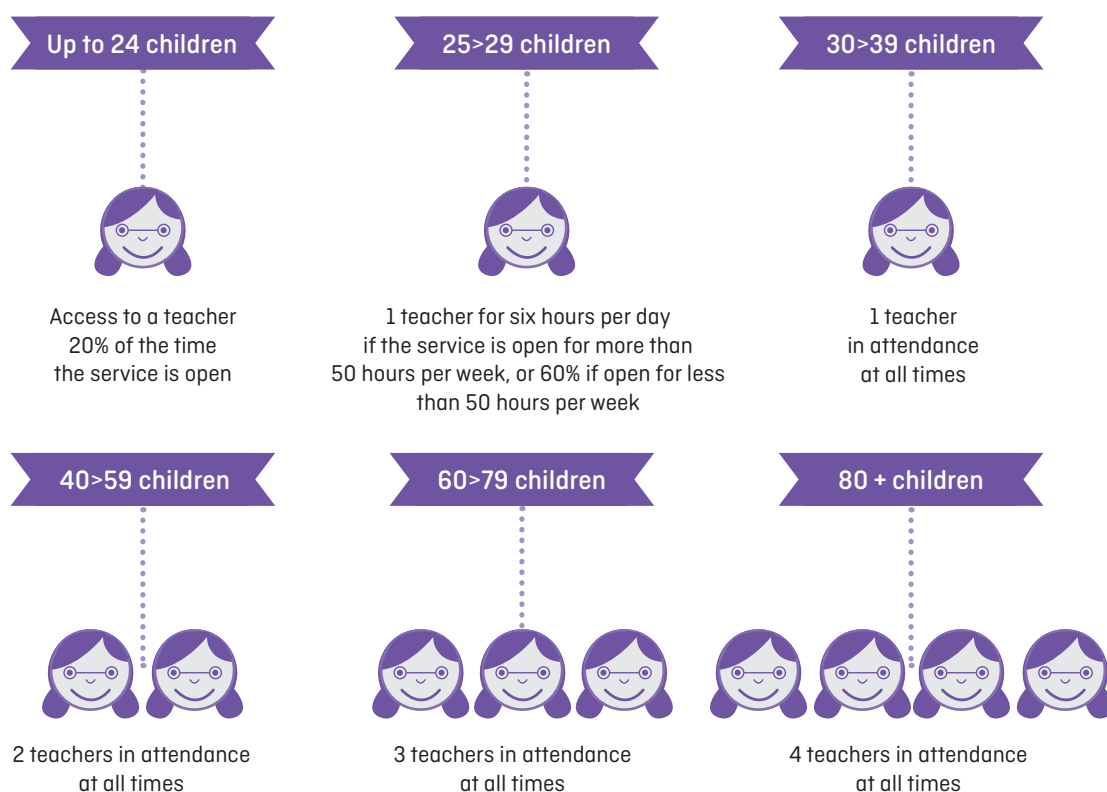 Up to 24 children
25>29 children
30>39 children
Access to a teacher
20% of the time
the service is open
1 teacher for six hours per day
if the service is open for more than
50 hours per week, or 60% if open for less
than 50 hours per week
1 teacher
in attendance
at all times
40>59 children
60>79 children
80 + children
2 teachers in attendance
at all times
3 teachers in attendance
at all times
4 teachers in attendance
at all times